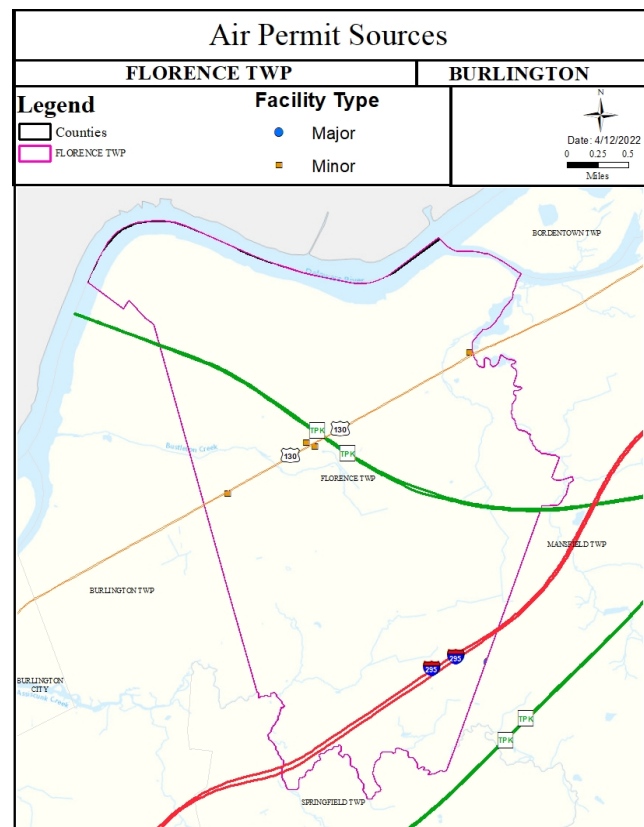 Air Permit Sources
FLORENCE TWP
BURLINGTON
Legend
Counties
FLORENCE TWP
Facility Type
Major
Minor
N
Date: 4/12/2022
0 0.25 0.5
Miles
BORDENTOWN TWP
Delaware River
TPK
130
130
TPK
FLORENCE TWP
MANSFIELD TWP
BURLINGTON TWP
295
295
BURLINGTON
CITY
TPK
TPK
SPRINGFIELD TWP